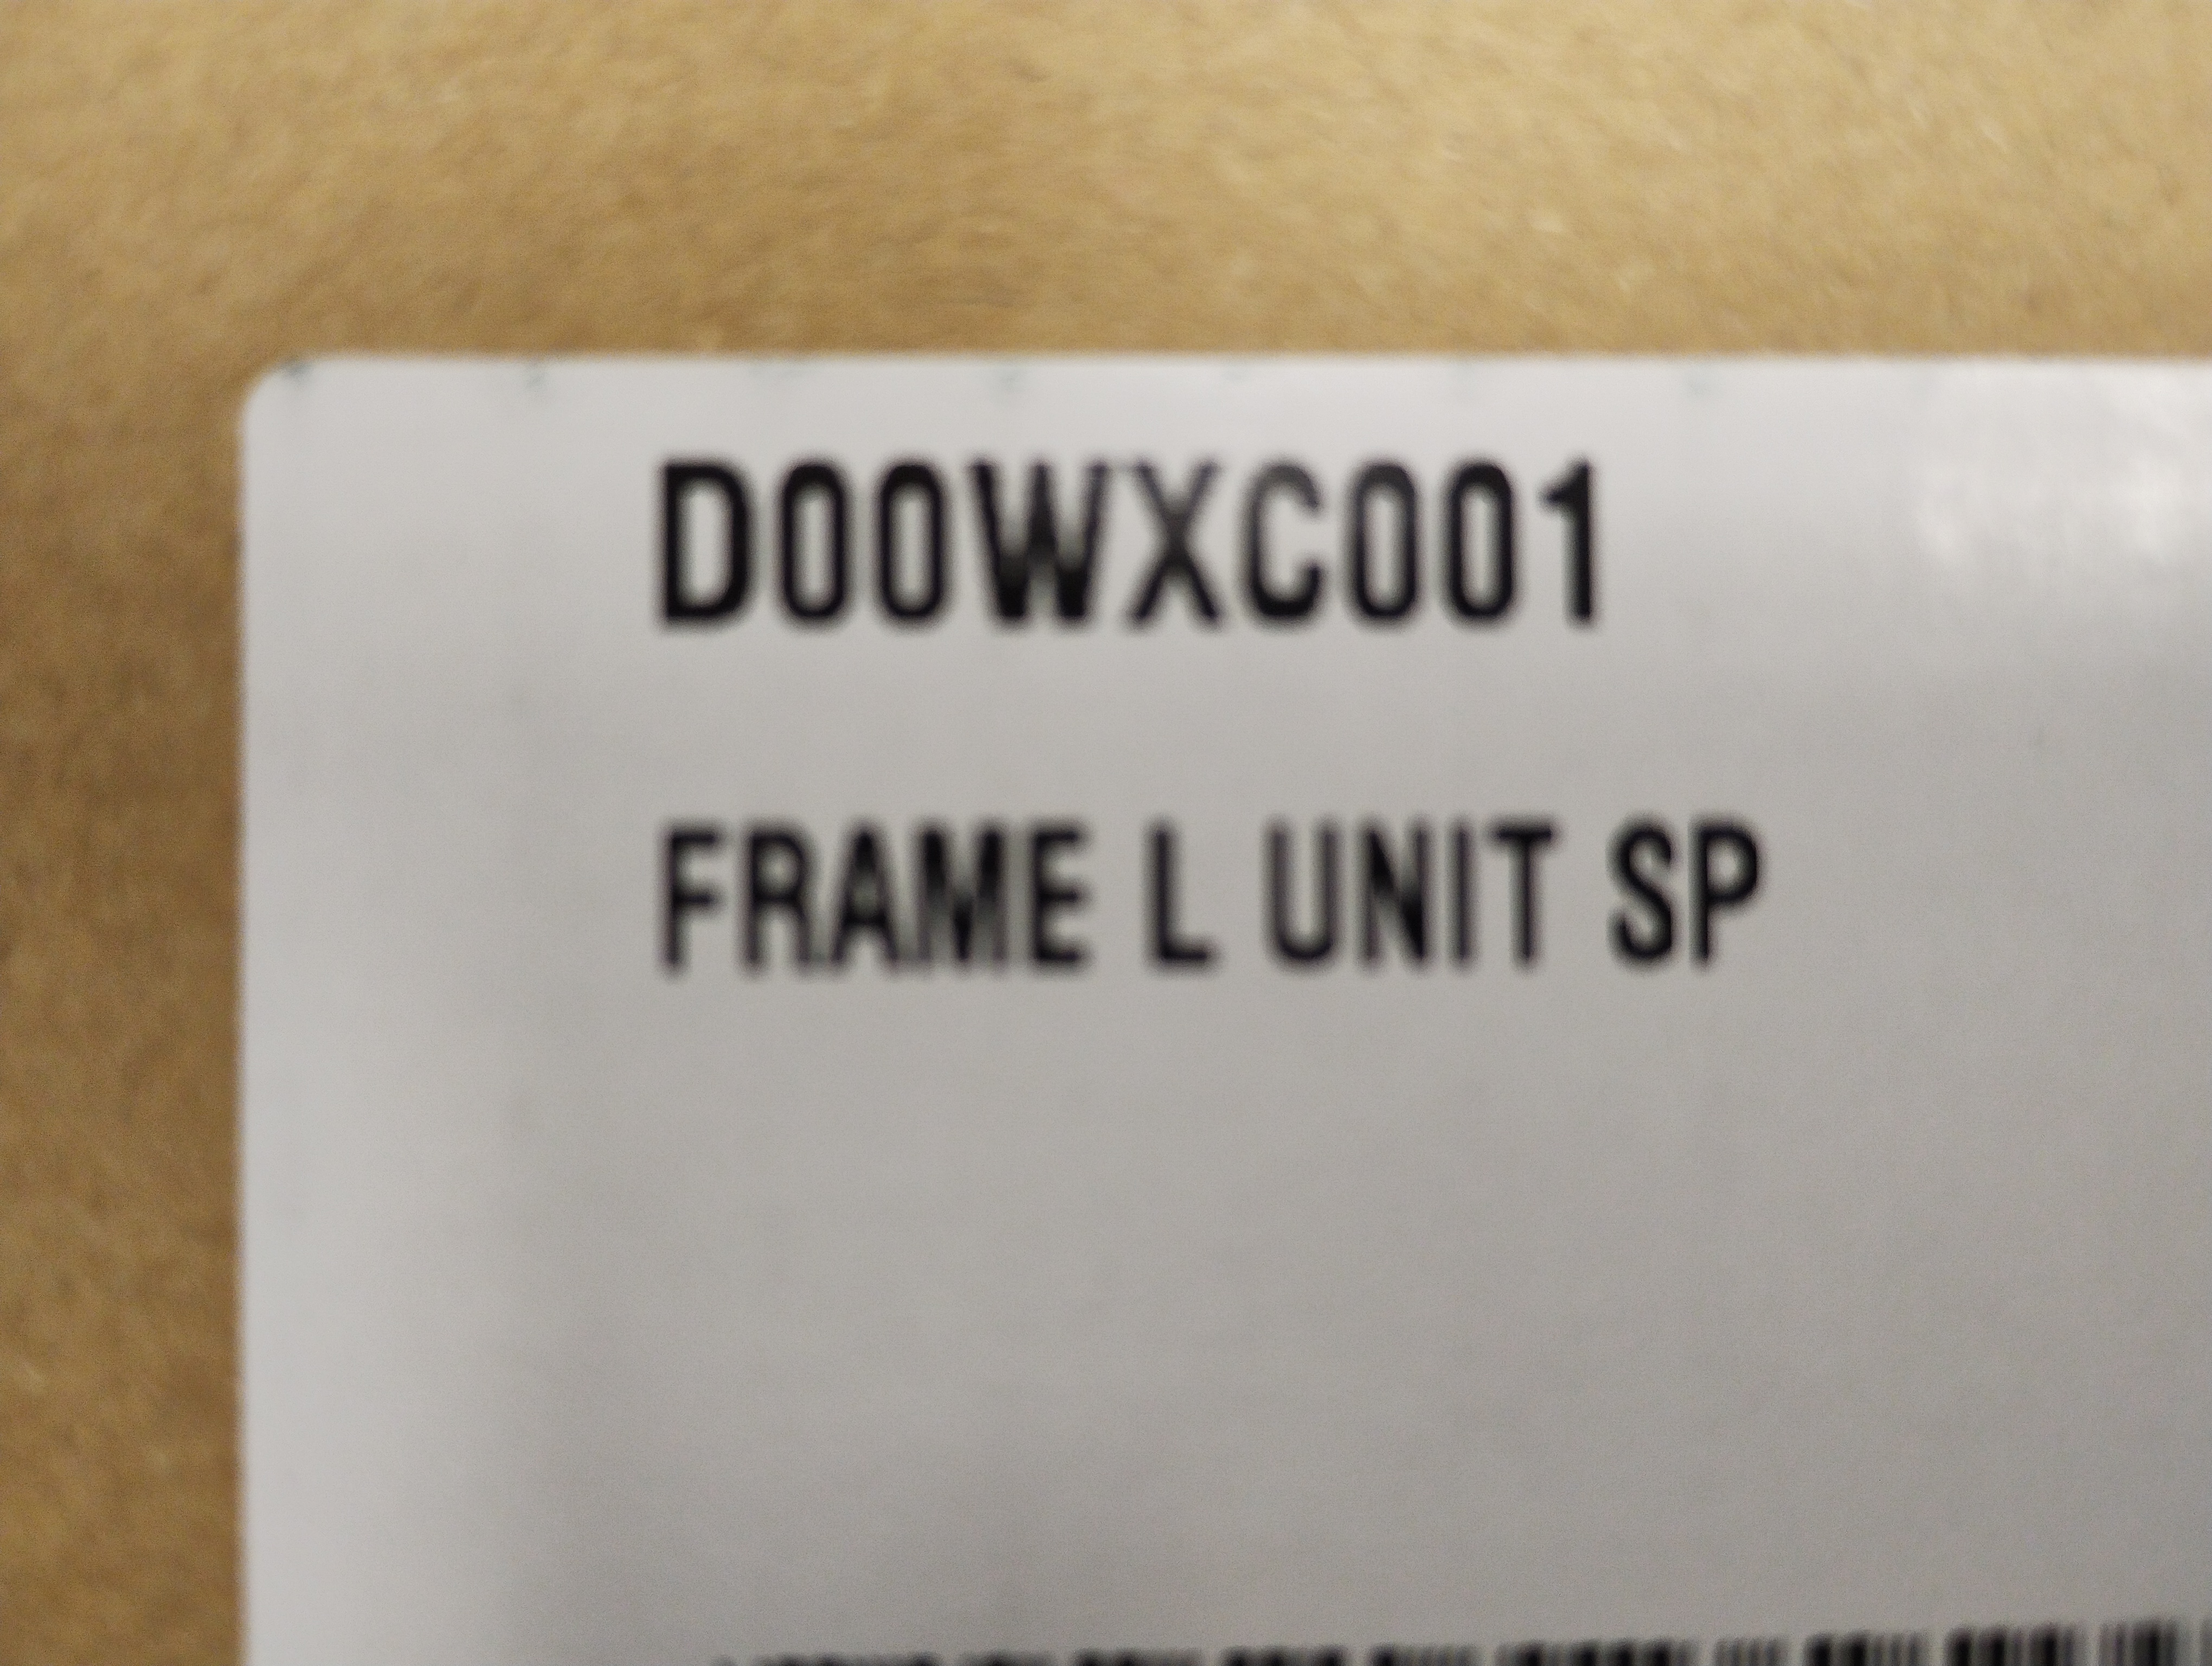 D00WXC001
FRAME L UNIT SP